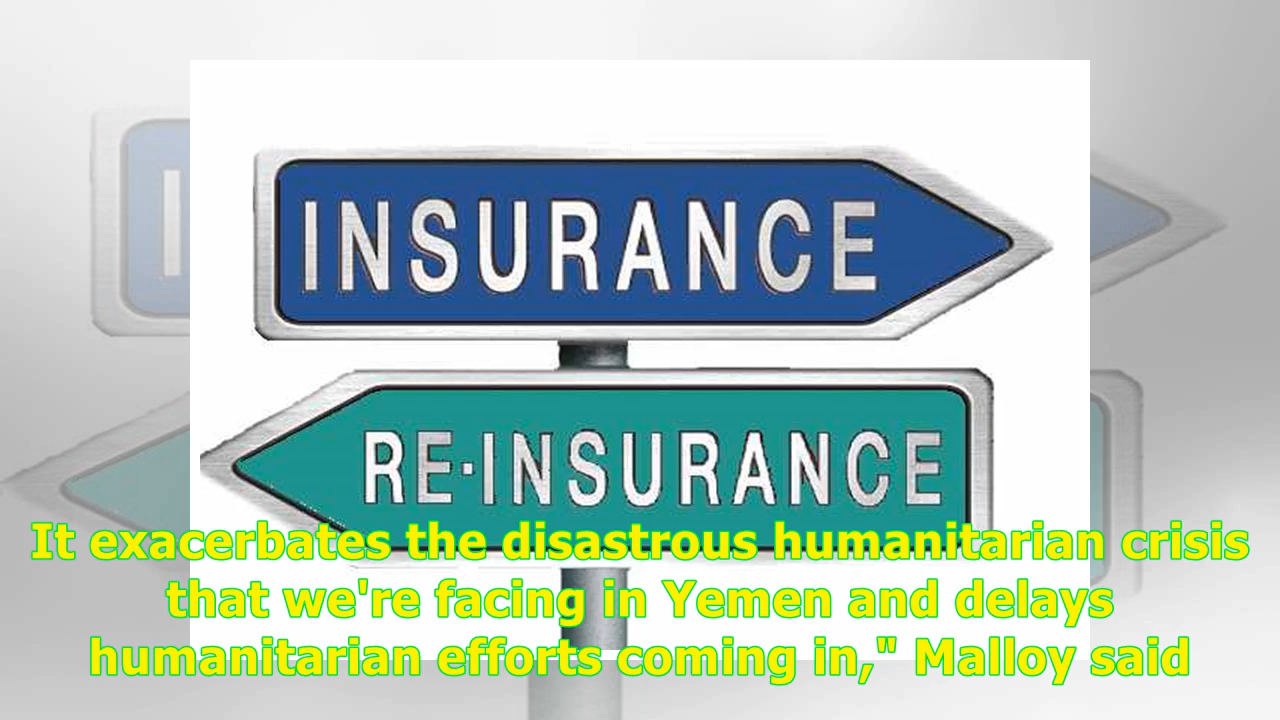 INSURANCE
RE-INSURANCE
It exacerbates the disastrous humanitarian crisis
that we're facing in Yemen and delays
humanitarian efforts coming in," Malloy said